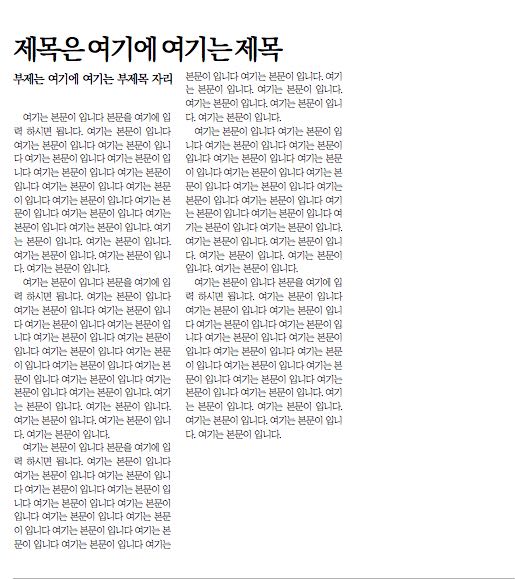 제목은 여기에 여기는 제목
부제는 여기에 여기는 부제목 자리
여기는 본문이 입니다 본문을 여기에 입
력 하시면 됩니다. 여기는 본문이 입니다
여기는 본문이 입니다 여기는 본문이 입니
다 여기는 본문이 입니다 여기는 본문이 입
니다 여기는 본문이 입니다 여기는 본문이
입니다 여기는 본문이 입니다 여기는 본문
이 입니다 여기는 본문이 입니다 여기는 본
문이 입니다 여기는 본문이 입니다 여기는
본문이 입니다 여기는 본문이 입니다. 여기
는 본문이 입니다. 여기는 본문이 입니다.
여기는 본문이 입니다. 여기는 본문이 입니
다. 여기는 본문이 입니다.
여기는 본문이 입니다 본문을 여기에 입
력 하시면 됩니다. 여기는 본문이 입니다
여기는 본문이 입니다 여기는 본문이 입니
다 여기는 본문이 입니다 여기는 본문이 입
니다 여기는 본문이 입니다 여기는 본문이
입니다 여기는 본문이 입니다 여기는 본문
이 입니다 여기는 본문이 입니다 여기는 본
문이 입니다 여기는 본문이 입니다 여기는
본문이 입니다 여기는 본문이 입니다. 여기
는 본문이 입니다. 여기는 본문이 입니다.
여기는 본문이 입니다. 여기는 본문이 입니
다. 여기는 본문이 입니다.
여기는 본문이 입니다 본문을 여기에 입
력 하시면 됩니다. 여기는 본문이 입니다
여기는 본문이 입니다 여기는 본문이 입니
다 여기는 본문이 입니다 여기는 본문이 입
니다 여기는 본문이 입니다 여기는 본문이
입니다 여기는 본문이 입니다 여기는 본문
이 입니다 여기는 본문이 입니다 여기는 본
문이 입니다 여기는 본문이 입니다 여기는
본문이 입니다 여기는 본문이 입니다. 여기
는 본문이 입니다. 여기는 본문이 입니다.
여기는 본문이 입니다. 여기는 본문이 입니
다. 여기는 본문이 입니다.
여기는 본문이 입니다 여기는 본문이 입
니다 여기는 본문이 입니다 여기는 본문이
입니다 여기는 본문이 입니다 여기는 본문
이 입니다 여기는 본문이 입니다 여기는 본
문이 입니다 여기는 본문이 입니다 여기는
본문이 입니다 여기는 본문이 입니다 여기
는 본문이 입니다 여기는 본문이 입니다 여
기는 본문이 입니다 여기는 본문이 입니다.
여기는 본문이 입니다. 여기는 본문이 입니
다. 여기는 본문이 입니다. 여기는 본문이
입니다. 여기는 본문이 입니다.
여기는 본문이 입니다 본문을 여기에 입
력 하시면 됩니다. 여기는 본문이 입니다
여기는 본문이 입니다 여기는 본문이 입니
다 여기는 본문이 입니다 여기는 본문이 입
니다 여기는 본문이 입니다 여기는 본문이
입니다 여기는 본문이 입니다 여기는 본문
이 입니다 여기는 본문이 입니다 여기는 본
문이 입니다 여기는 본문이 입니다 여기는
본문이 입니다 여기는 본문이 입니다. 여기
는 본문이 입니다. 여기는 본문이 입니다.
여기는 본문이 입니다. 여기는 본문이 입니
다. 여기는 본문이 입니다.